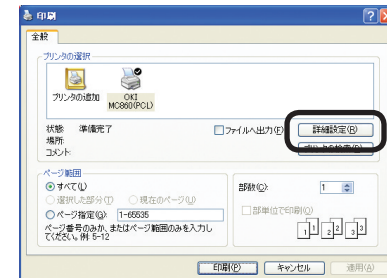 印刷
全般
プリンタの選択
プリンタの追加
OKI
MC860(PCL)
状態: 準備完了
場所:
コメント:
ファイルへ出力(F)
詳細設定(R)
ページ範囲
すべて(L)
選択した部分(T)
現在のページ(U)
ページ指定(G): 1-65535
ページ番号のみか、またはページ範囲のみを入力し
てください。例: 5-12
部数(C): 1
部単位で印刷(O)
1 1 2 2 3 3
印刷(P)
キャンセル
適用(A)